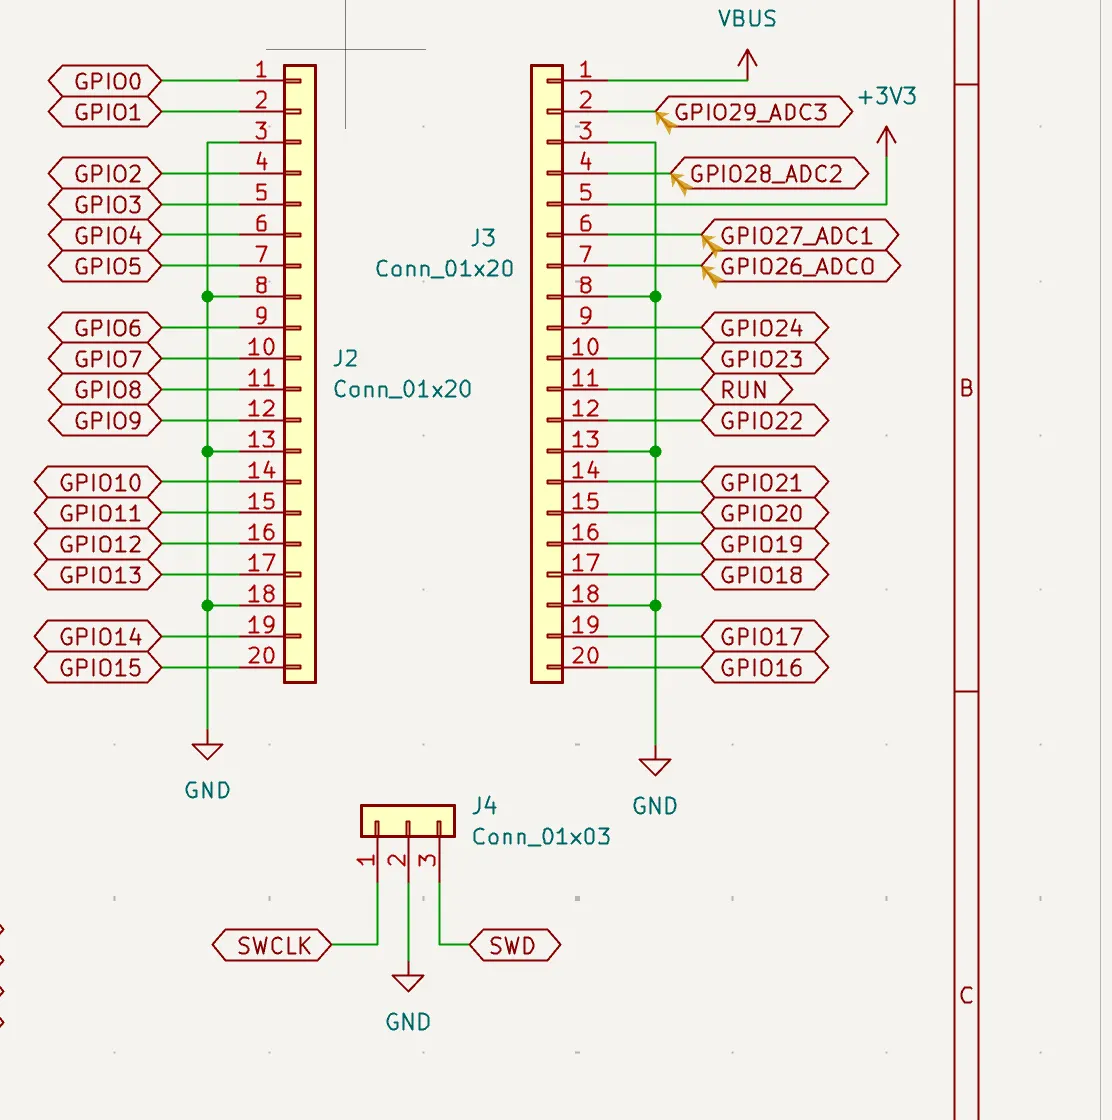 VBUS
GPIO0 1
GPIO1 2
3
GPIO2 4
GPIO3 5
GPIO4 6
GPIO5 7
8
GPIO6 9
GPIO7 10
GPIO8 11
GPIO9 12
13
GPIO10 14
GPIO11 15
GPIO12 16
GPIO13 17
18
GPIO14 19
GPIO15 20
J2
Conn_01x20
GND
J3
Conn_01x20
1
+3V3
2 GPIO29_ADC3
3
4 GPIO28_ADC2
5
6 GPIO27_ADC1
7 GPIO26_ADC0
8
9 GPIO24
10 GPIO23
11 RUN
12 GPIO22
13
14 GPIO21
15 GPIO20
16 GPIO19
17 GPIO18
18
19 GPIO17
20 GPIO16
GND
B
J4
Conn_01x03
1 2 3
SWCLK SWD
GND
C